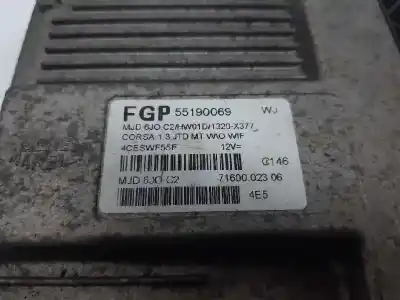 FGP 55190069 WJ
MJD 6JO.C2/HW01D/1320-X377
CORSA 1.3 JTD MT W/O WIF
4CESWF55F 12V=
G146
MJD 6JO C2 71600.023.06
4E5